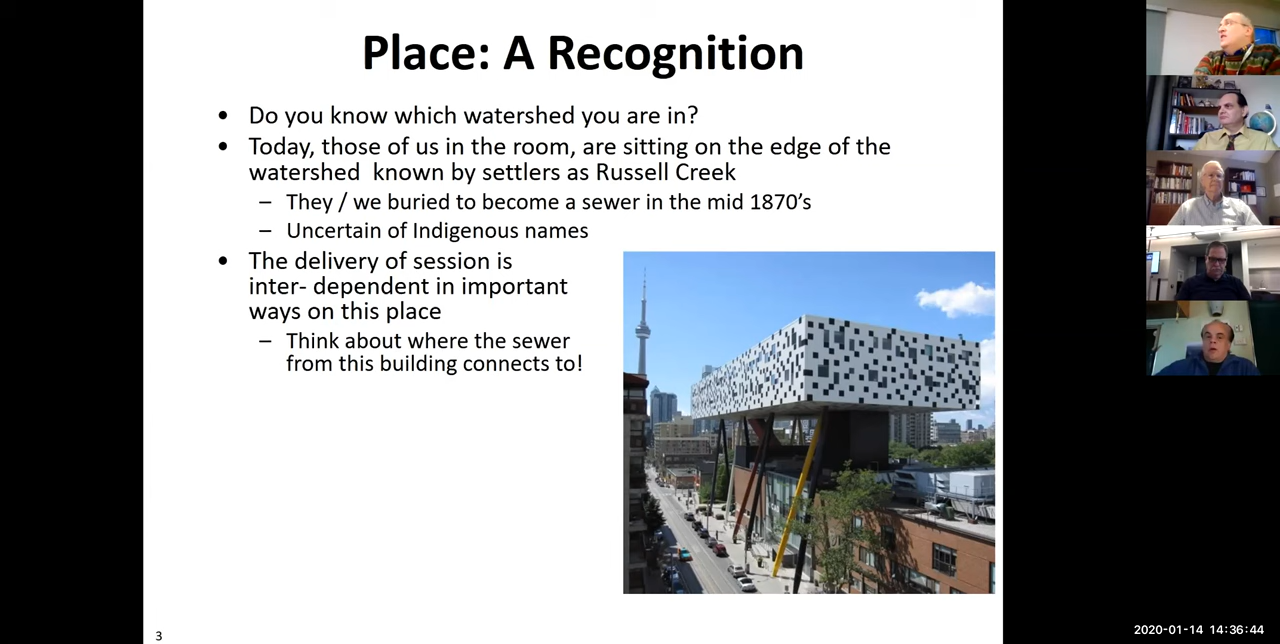 Place: A Recognition
• Do you know which watershed you are in?
• Today, those of us in the room, are sitting on the edge of the
watershed known by settlers as Russell Creek
– They / we buried to become a sewer in the mid 1870’s
– Uncertain of Indigenous names
• The delivery of session is
inter- dependent in important
ways on this place
– Think about where the sewer
from this building connects to!
3
2020-01-14 14:36:44